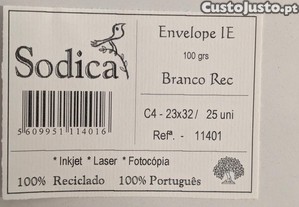 CustoJusto.pt
Sodica
Envelope IE
100 grs
Branco Rec
C4 - 23x32/ 25 uni
Refª. - 11401
5 609951 114016
* Inkjet * Laser * Fotocópia
100% Reciclado 100% Português